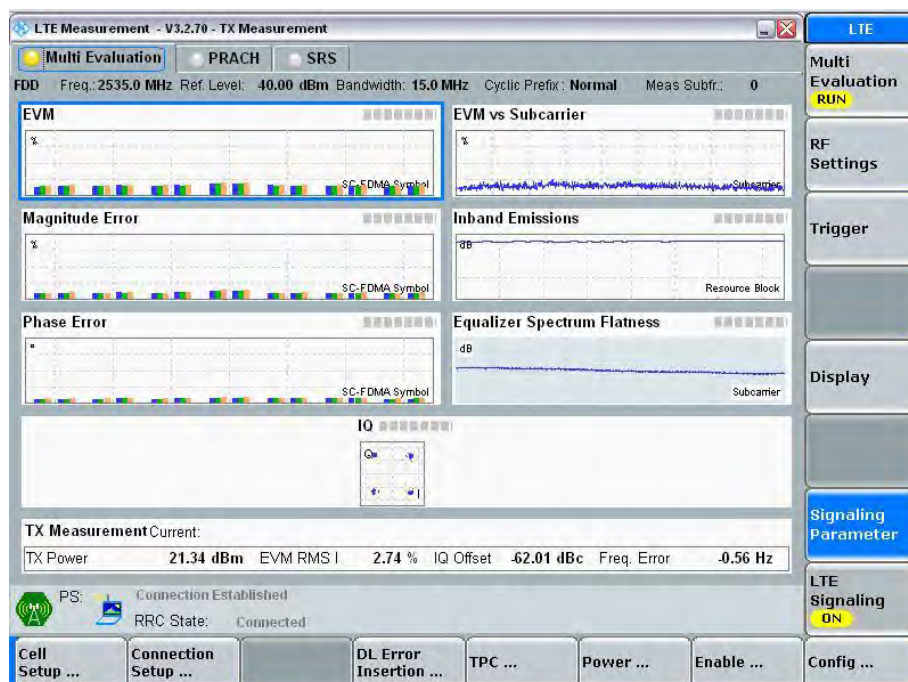 LTE Measurement - V3.2.70 - TX Measurement
LTE
Multi Evaluation PRACH SRS
FDD Freq.: 2535.0 MHz Ref. Level: 40.00 dBm Bandwidth: 15.0 MHz Cyclic Prefix: Normal Meas Subfr.: 0
Multi
Evaluation
RUN
EVM
%
SC-FDMA Symbol
EVM vs Subcarrier
%
Subcarrier
RF
Settings
Magnitude Error
%
SC-FDMA Symbol
Inband Emissions
dB
Resource Block
Trigger
Phase Error
°
SC-FDMA Symbol
Equalizer Spectrum Flatness
dB
Subcarrier
Display
IQ
Q
I
Signaling
Parameter
TX Measurement Current:
TX Power 21.34 dBm EVM RMS l 2.74 % IQ Offset -62.01 dBc Freq. Error -0.56 Hz
PS: Connection Established
RRC State: Connected
LTE
Signaling
ON
Cell
Setup ...
Connection
Setup ...
DL Error
Insertion ...
TPC ...
Power ...
Enable ...
Config ...